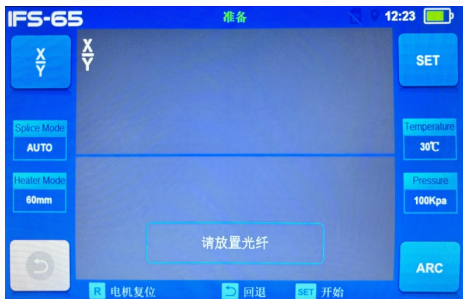 IFS-65
准备
12:23
X
Y
X
Y
SET
Splice Mode
AUTO
Temperature
30℃
Heater Mode
60mm
Pressure
100Kpa
请放置光纤
ARC
R 电机复位
回退
SET 开始